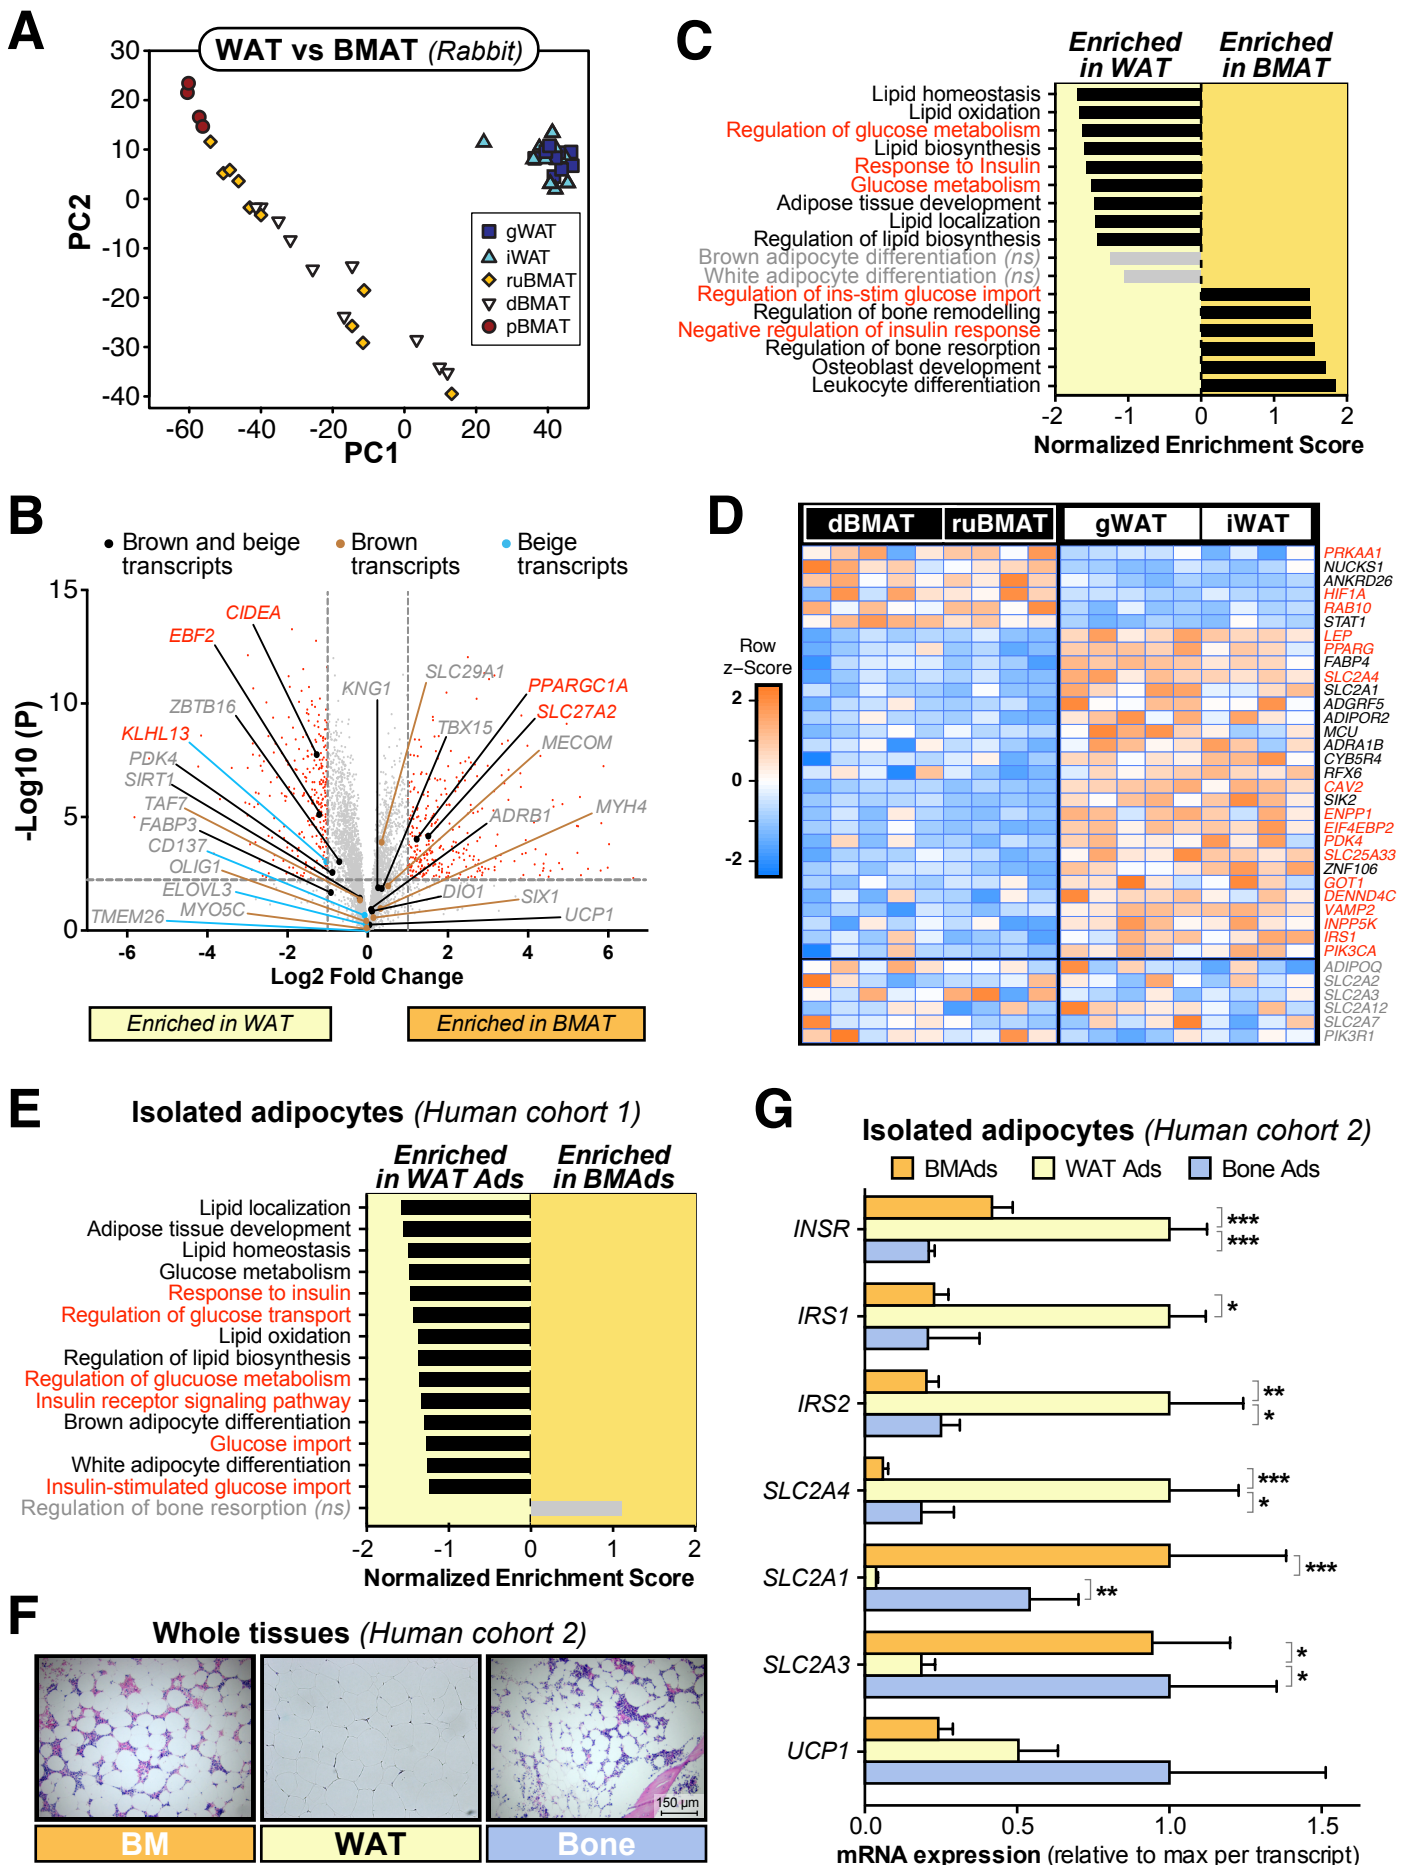 A
WAT vs BMAT (Rabbit)
30
20
10
0
-10
-20
-30
-40
PC2
-60
-40
-20
0
20
40
PC1
gWAT
iWAT
ruBMAT
dBMAT
pBMAT
C
Enriched
in WAT
Enriched
in BMAT
Lipid homeostasis
Lipid oxidation
Regulation of glucose metabolism
Lipid biosynthesis
Response to Insulin
Glucose metabolism
Adipose tissue development
Lipid localization
Regulation of lipid biosynthesis
Brown adipocyte differentiation (ns)
White adipocyte differentiation (ns)
Regulation of ins-stim glucose import
Regulation of bone remodelling
Negative regulation of insulin response
Regulation of bone resorption
Osteoblast development
Leukocyte differentiation
-2
-1
0
1
2
Normalized Enrichment Score
B
Brown and beige
transcripts
Brown
transcripts
Beige
transcripts
15
10
5
0
-Log10 (P)
CIDEA
EBF2
ZBTB16
KLHL13
PDK4
SIRT1
TAF7
FABP3
CD137
OLIG1
ELOVL3
MYO5C
TMEM26
KNG1
SLC29A1
PPARGC1A
SLC27A2
TBX15
MECOM
MYH4
ADRB1
DIO1
SIX1
UCP1
-6
-4
-2
0
2
4
6
Log2 Fold Change
Enriched in WAT
Enriched in BMAT
D
dBMAT
ruBMAT
gWAT
iWAT
Row
z-Score
2
0
-2
PRKAA1
NUCKS1
ANKRD26
HIF1A
RAB10
STAT1
LEP
PPARG
FABP4
SLC2A4
SLC2A1
ADGRF5
ADIPOR2
MCU
ADRA1B
CYB5R4
RFX6
CAV2
SIK2
ENPP1
EIF4EBP2
PDK4
SLC25A33
ZNF106
GOT1
DENND4C
VAMP2
INPP5K
IRS1
PIK3CA
ADIPOQ
SLC2A2
SLC2A3
SLC2A12
SLC2A7
PIK3R1
E
Isolated adipocytes (Human cohort 1)
Enriched
in WAT Ads
Enriched
in BMAds
Lipid localization
Adipose tissue development
Lipid homeostasis
Glucose metabolism
Response to insulin
Regulation of glucose transport
Lipid oxidation
Regulation of lipid biosynthesis
Regulation of glucuose metabolism
Insulin receptor signaling pathway
Brown adipocyte differentiation
Glucose import
White adipocyte differentiation
Insulin-stimulated glucose import
Regulation of bone resorption (ns)
-2
-1
0
1
2
Normalized Enrichment Score
F
Whole tissues (Human cohort 2)
150 µm
BM
WAT
Bone
G
Isolated adipocytes (Human cohort 2)
BMAds
WAT Ads
Bone Ads
INSR
***
***
IRS1
*
IRS2
**
*
SLC2A4
***
*
SLC2A1
***
**
SLC2A3
*
*
UCP1
0.0
0.5
1.0
1.5
mRNA expression (relative to max per transcript)